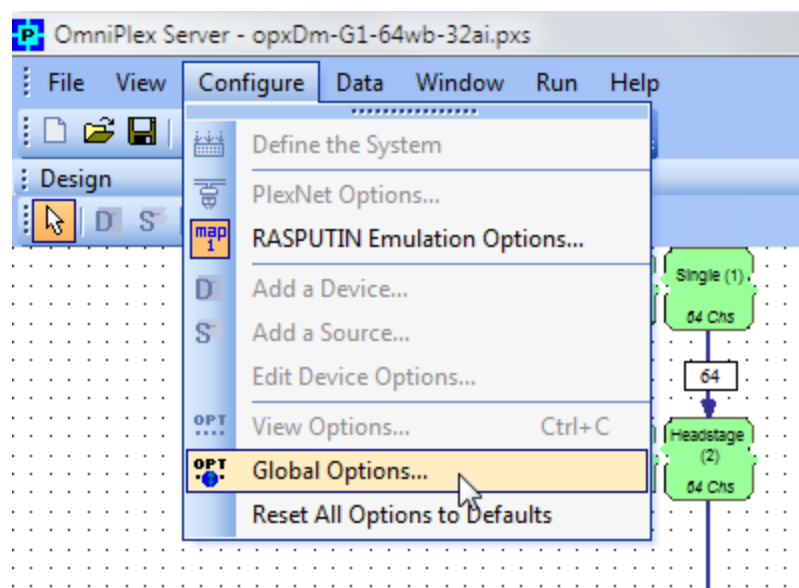 P OmniPlex Server - opxDm-G1-64wb-32ai.pxs
File View Configure Data Window Run Help
Define the System
Design
PlexNet Options...
D S map 1 RASPUTIN Emulation Options...
Single (1)
64 Chs
D Add a Device...
S Add a Source...
64
Edit Device Options...
OPT View Options... Ctrl+C
Headstage
(2)
64 Chs
OPT Global Options...
Reset All Options to Defaults